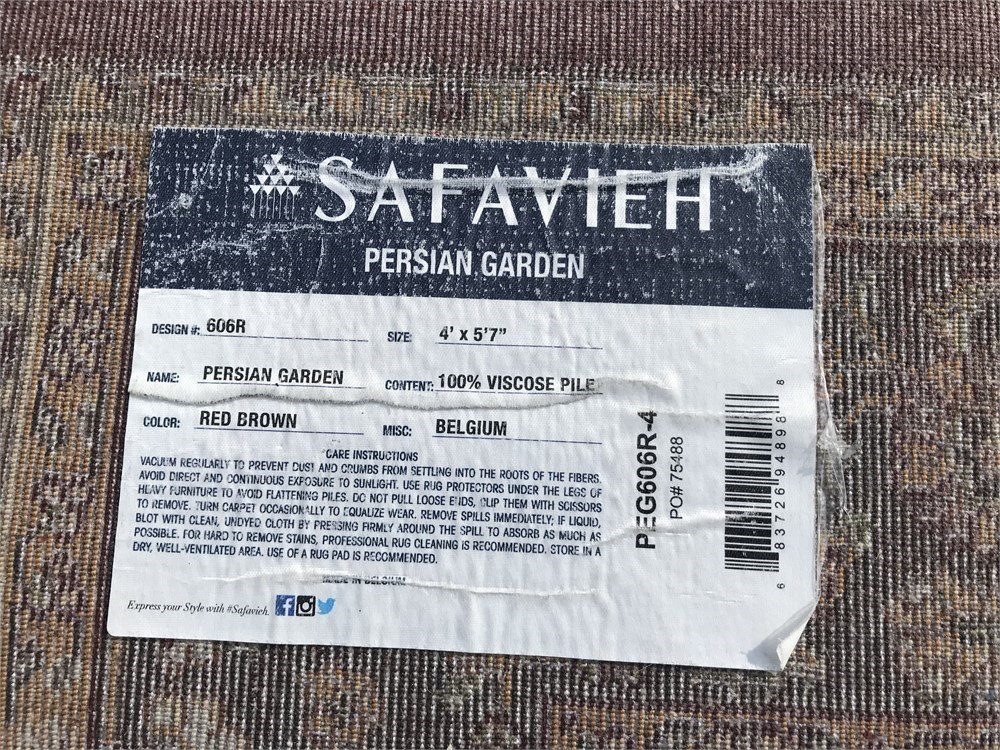 SAFAVIEH
PERSIAN GARDEN
DESIGN #: 606R
SIZE: 4' x 5'7"
NAME: PERSIAN GARDEN
CONTENT: 100% VISCOSE PILE
COLOR: RED BROWN
MISC: BELGIUM
CARE INSTRUCTIONS
VACUUM REGULARLY TO PREVENT DUST AND CRUMBS FROM SETTLING INTO THE ROOTS OF THE FIBERS.
AVOID DIRECT AND CONTINUOUS EXPOSURE TO SUNLIGHT. USE RUG PROTECTORS UNDER THE LEGS OF
HEAVY FURNITURE TO AVOID FLATTENING PILES. DO NOT PULL LOOSE ENDS, CLIP THEM WITH SCISSORS
TO REMOVE. TURN CARPET OCCASIONALLY TO EQUALIZE WEAR. REMOVE SPILLS IMMEDIATELY; IF LIQUID,
BLOT WITH CLEAN, UNDYED CLOTH BY PRESSING FIRMLY AROUND THE SPILL TO ABSORB AS MUCH AS
POSSIBLE. FOR HARD TO REMOVE STAINS, PROFESSIONAL RUG CLEANING IS RECOMMENDED. STORE IN A
DRY, WELL-VENTILATED AREA. USE OF A RUG PAD IS RECOMMENDED.
MADE IN BELGIUM
Express your Style with #Safavieh.
PEG606R-4
PO# 75488
6 83726 94898 8